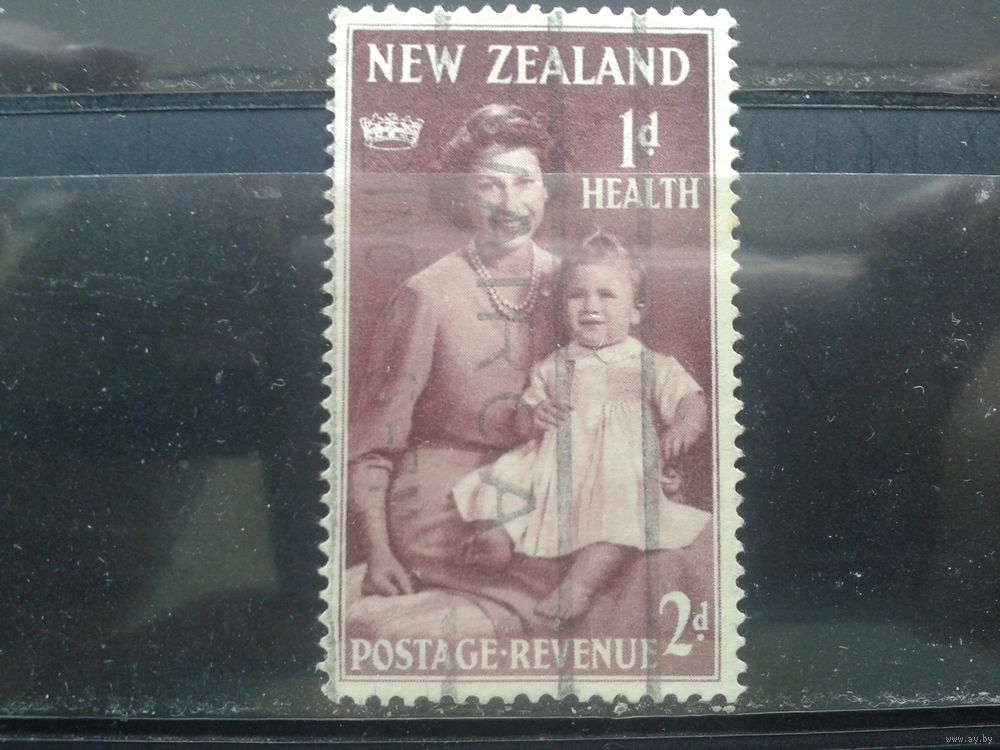 NEW ZEALAND
1d
HEALTH
POSTAGE·REVENUE 2d
www.ay.by